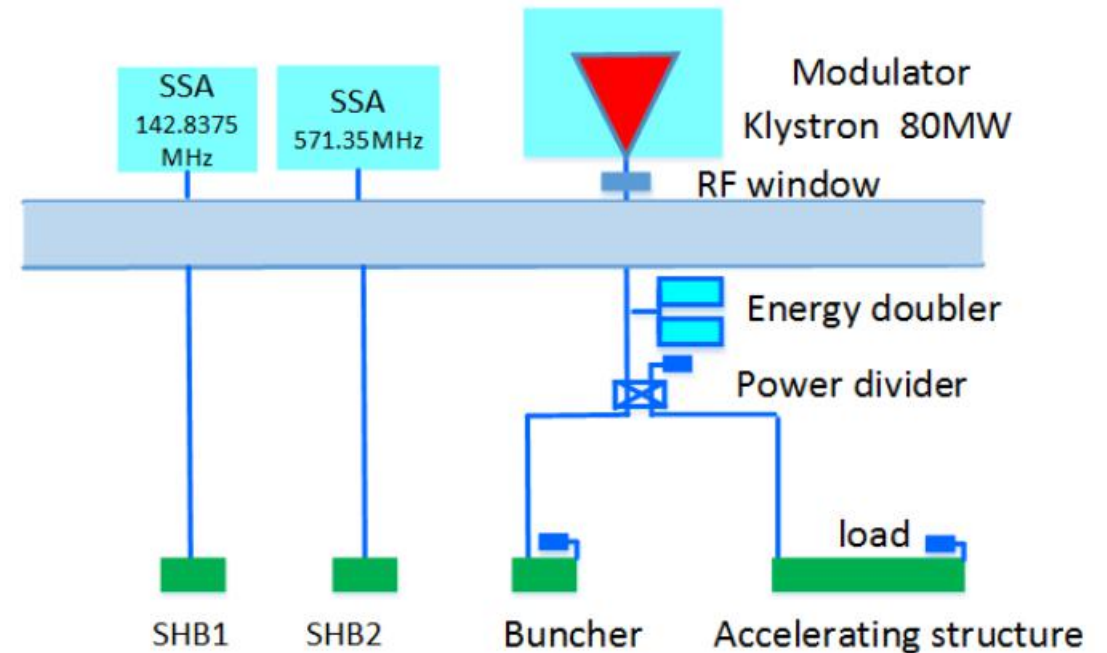 SSA
142.8375
MHz
SSA
571.35MHz
Modulator
Klystron 80MW
RF window
Energy doubler
Power divider
load
SHB1
SHB2
Buncher
Accelerating structure